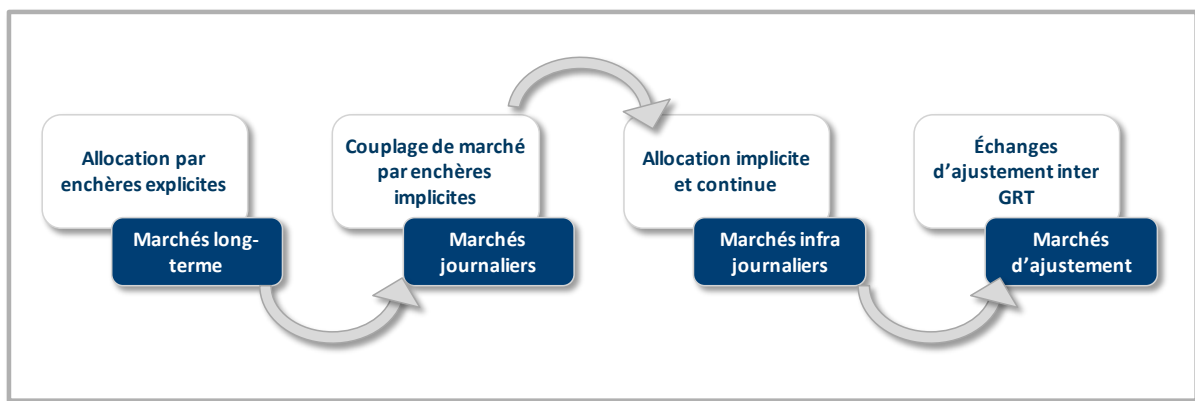 Allocation par
enchères explicites
Marchés long-
terme
Couplage de marché
par enchères
implicites
Marchés
journaliers
Allocation implicite
et continue
Marchés infra
journaliers
Échanges
d’ajustement inter
GRT
Marchés
d’ajustement